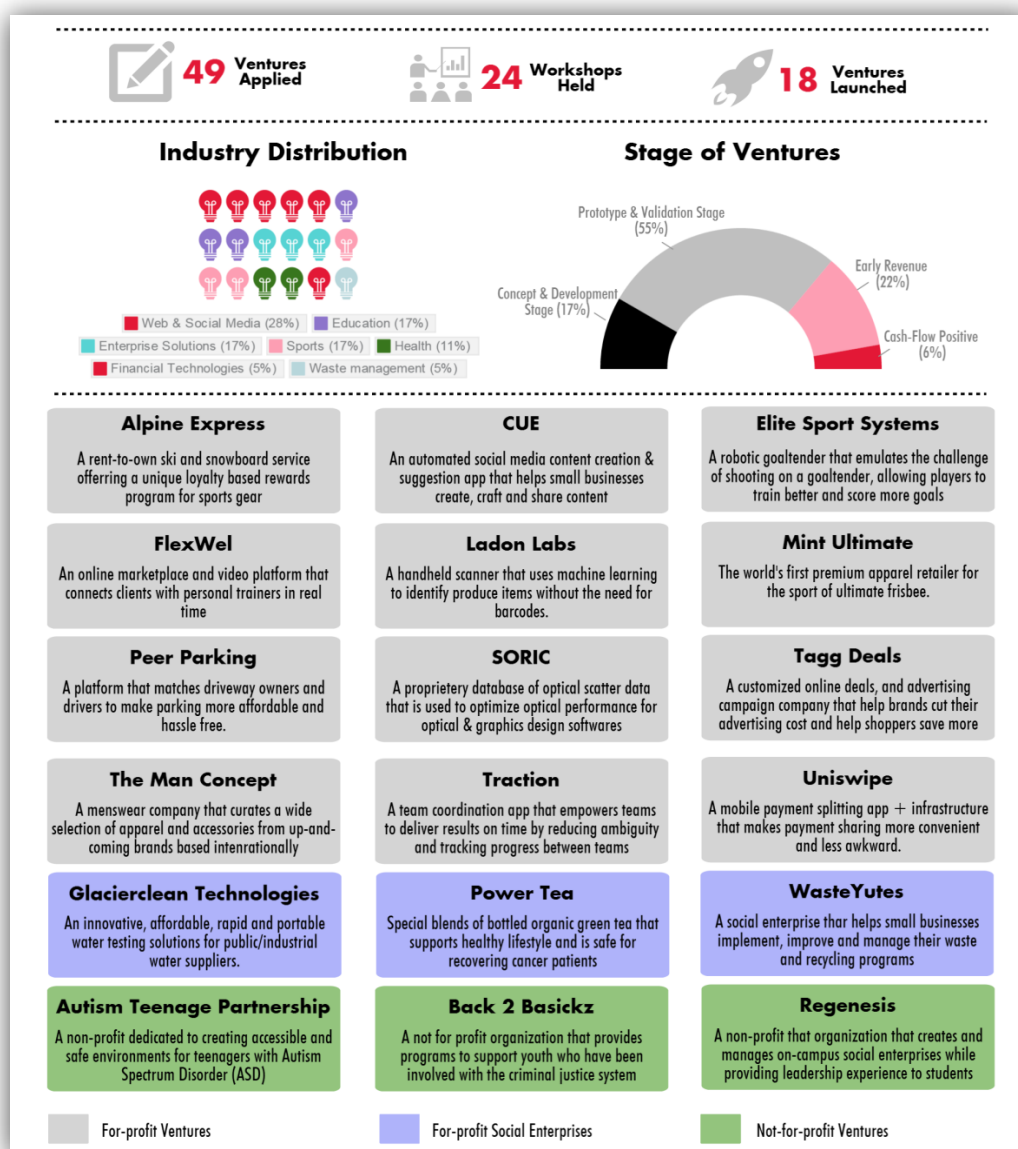 49 Ventures Applied
24 Workshops Held
18 Ventures Launched
Industry Distribution
Web & Social Media (28%)
Education (17%)
Enterprise Solutions (17%)
Sports (17%)
Health (11%)
Financial Technologies (5%)
Waste management (5%)
Stage of Ventures
Prototype & Validation Stage
(55%)
Early Revenue
(22%)
Concept & Development
Stage (17%)
Cash-Flow Positive
(6%)
Alpine Express
A rent-to-own ski and snowboard service
offerring a unique loyalty based rewards
program for sports gear
CUE
An automated social media content creation &
suggestion app that helps small businesses
create, craft and share content
Elite Sport Systems
A robotic goaltender that emulates the challenge
of shooting on a goaltender, allowing players to
train better and score more goals
FlexWel
An online marketplace and video platform that
connects clients with personal trainers in real
time
Ladon Labs
A handheld scanner that uses machine learning
to identify produce items without the need for
barcodes.
Mint Ultimate
The world's first premium apparel retailer for
the sport of ultimate frisbee.
Peer Parking
A platform that matches driveway owners and
drivers to make parking more affordable and
hassle free.
SORIC
A proprietery database of optical scatter data
that is used to optimize optical performance for
optical & graphics design softwares
Tagg Deals
A customized online deals, and advertising
campaign company that help brands cut their
advertising cost and help shoppers save more
The Man Concept
A menswear company that curates a wide
selection of apparel and accessories from up-and-
coming brands based intenrationally
Traction
A team coordination app that empowers teams
to deliver results on time by reducing ambiguity
and tracking progress between teams
Uniswipe
A mobile payment splitting app + infrastructure
that makes payment sharing more convenient
and less awkward.
Glacierclean Technologies
An innovative, affordable, rapid and portable
water testing solutions for public/industrial
water suppliers.
Power Tea
Special blends of bottled organic green tea that
supports healthy lifestyle and is safe for
recovering cancer patients
WasteYutes
A social enterprise thar helps small businesses
implement, improve and manage their waste
and recycling programs
Autism Teenage Partnership
A non-profit dedicated to creating accessible and
safe environments for teenagers with Autism
Spectrum Disorder (ASD)
Back 2 Basickz
A not for profit organization that provides
programs to support youth who have been
involved with the criminal justice system
Regenesis
A non-profit that organization that creates and
manages on-campus social enterprises while
providing leadership experience to students
For-profit Ventures
For-profit Social Enterprises
Not-for-profit Ventures